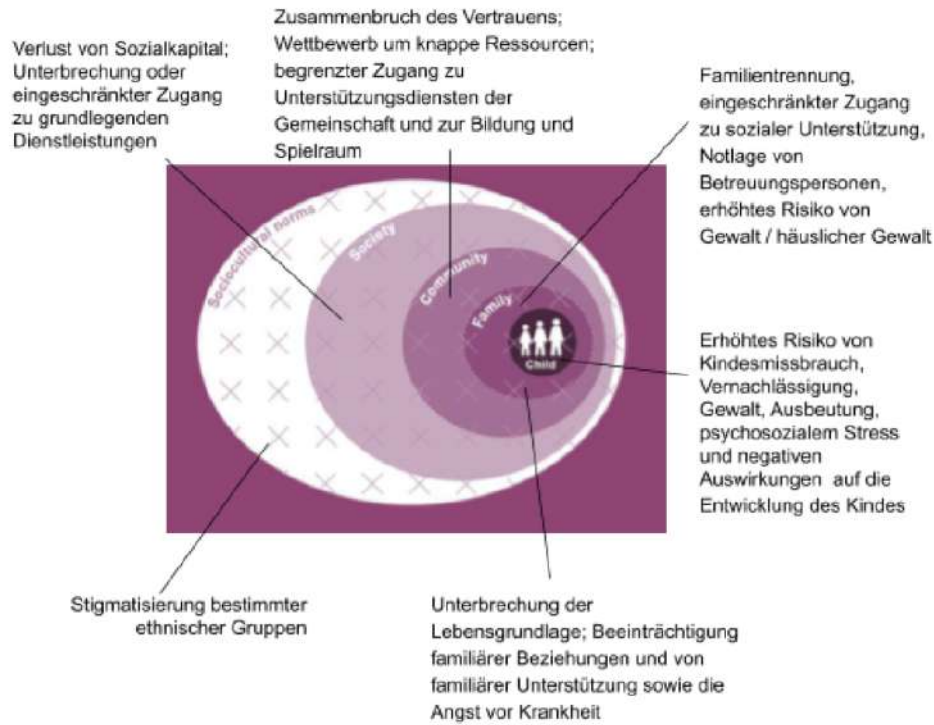 Zusammenbruch des Vertrauens;
Wettbewerb um knappe Ressourcen;
begrenzter Zugang zu
Unterstützungsdiensten der
Gemeinschaft und zur Bildung und
Spielraum
Verlust von Sozialkapital;
Unterbrechung oder
eingeschränkter Zugang
zu grundlegenden
Dienstleistungen
Familientrennung,
eingeschränkter Zugang
zu sozialer Unterstützung,
Notlage von
Betreuungspersonen,
erhöhtes Risiko von
Gewalt / häuslicher Gewalt
Sociocultural norms
Society
Community
Family
Child
Erhöhtes Risiko von
Kindesmissbrauch,
Vernachlässigung,
Gewalt, Ausbeutung,
psychosozialem Stress
und negativen
Auswirkungen auf die
Entwicklung des Kindes
Stigmatisierung bestimmter
ethnischer Gruppen
Unterbrechung der
Lebensgrundlage; Beeinträchtigung
familiärer Beziehungen und von
familiärer Unterstützung sowie die
Angst vor Krankheit